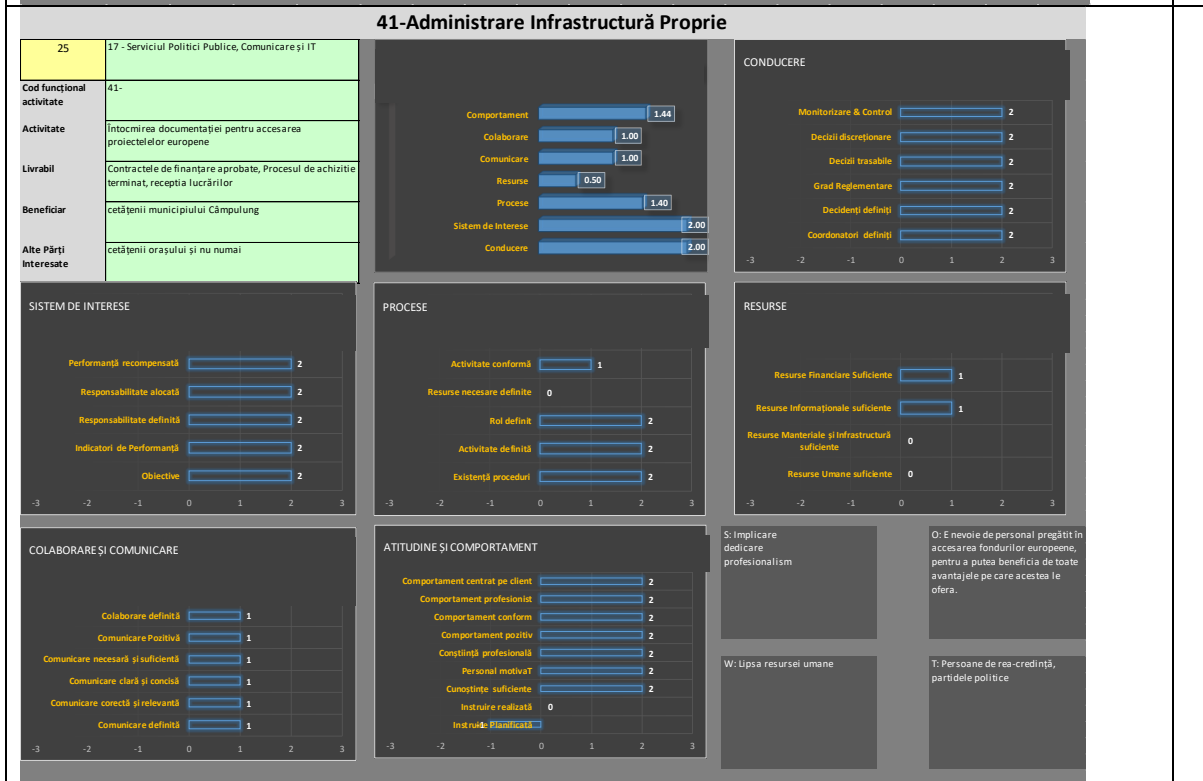 41-Administrare Infrastructură Proprie
25
17 - Serviciul Politici Publice, Comunicare și IT
Cod funcțional
activitate
41-
Activitate
Întocmirea documentației pentru accesarea
proiectelelor europene
Livrabil
Contractele de finanțare aprobate, Procesul de achizitie
terminat, receptia lucrărilor
Beneficiar
cetățenii municipiului Câmpulung
Alte Părți
Interesate
cetățenii orașului și nu numai
Comportament 1.44
Colaborare 1.00
Comunicare 1.00
Resurse 0.50
Procese 1.40
Sistem de Interese 2.00
Conducere 2.00
CONDUCERE
Monitorizare & Control 2
Decizii discreționare 2
Decizii trasabile 2
Grad Reglementare 2
Decidenți definiți 2
Coordonatori definiți 2
-3 -2 -1 0 1 2 3
SISTEM DE INTERESE
Performanță recompensată 2
Responsabilitate alocată 2
Responsabilitate definită 2
Indicatori de Performanță 2
Obiective 2
-3 -2 -1 0 1 2 3
PROCESE
Activitate conformă 1
Resurse necesare definite 0
Rol definit 2
Activitate definită 2
Existență proceduri 2
-3 -2 -1 0 1 2 3
RESURSE
Resurse Financiare Suficiente 1
Resurse Informaționale suficiente 1
Resurse Manteriale și Infrastructură
suficiente 0
Resurse Umane suficiente 0
-3 -2 -1 0 1 2 3
COLABORARE ȘI COMUNICARE
Colaborare definită 1
Comunicare Pozitivă 1
Comunicare necesară și suficientă 1
Comunicare clară și concisă 1
Comunicare corectă și relevantă 1
Comunicare definită 1
-3 -2 -1 0 1 2 3
ATITUDINE ȘI COMPORTAMENT
Comportament centrat pe client 2
Comportament profesionist 2
Comportament conform 2
Comportament pozitiv 2
Conștiință profesională 2
Personal motivaT 2
Cunoștințe suficiente 2
Instruire realizată 0
Instruire Planificată -1
-3 -2 -1 0 1 2 3
S: Implicare
dedicare
profesionalism
O: E nevoie de personal pregătit în
accesarea fondurilor europeene,
pentru a putea beneficia de toate
avantajele pe care acestea le
ofera.
W: Lipsa resursei umane
T: Persoane de rea-credință,
partidele politice